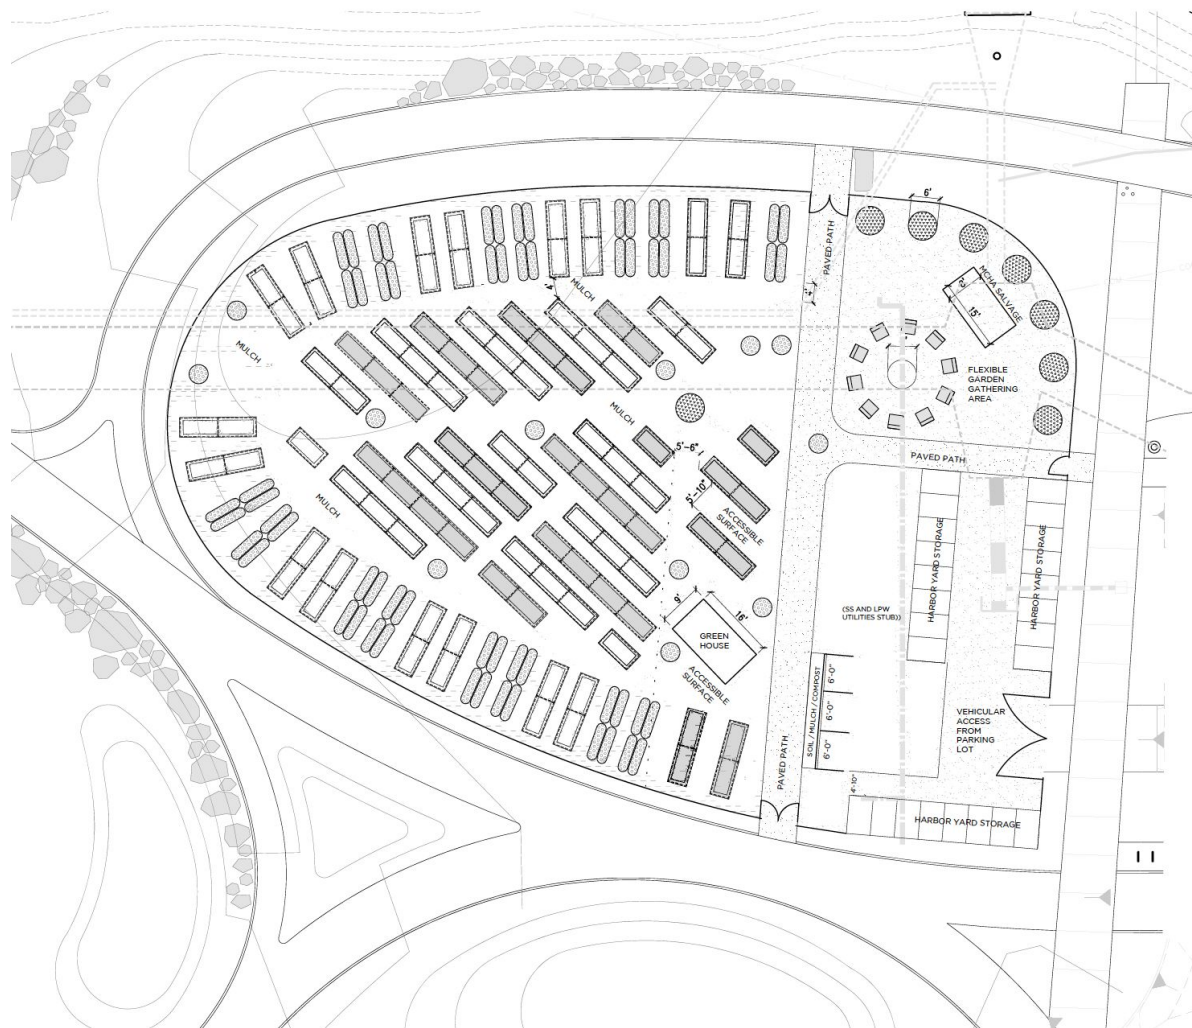 6'
PAVED PATH
MULCH
4'
MCHA SALVAGE
15'
MULCH
FLEXIBLE
GARDEN
GATHERING
AREA
MULCH
5'-6"
PAVED PATH
5'-10"
MULCH
ACCESSIBLE
SURFACE
HARBOR YARD STORAGE
HARBOR YARD STORAGE
9'
16'
(SS AND LPW
UTILITIES STUB))
GREEN
HOUSE
ACCESSIBLE
SURFACE
SOIL / MULCH / COMPOST
6'-0"
6'-0"
6'-0"
VEHICULAR
ACCESS
FROM
PARKING
LOT
PAVED PATH
4'-10"
HARBOR YARD STORAGE